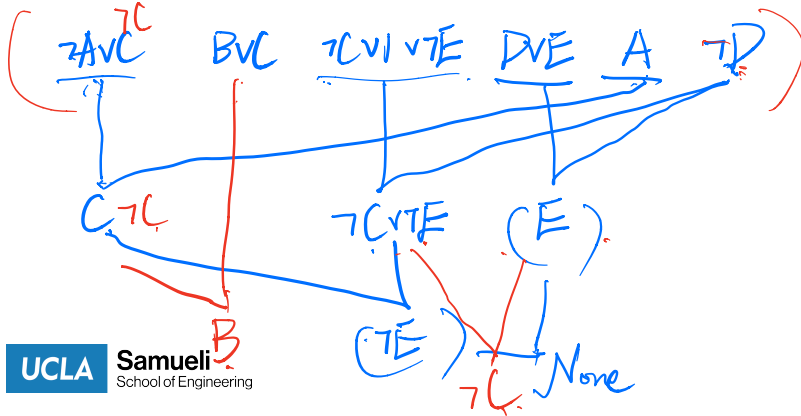 ¬C
¬A∨C B∨C ¬C∨D∨¬E D∨E A ¬D
C ¬C ¬C∨¬E (E)
B (¬E)
¬C None
UCLA Samueli
School of Engineering